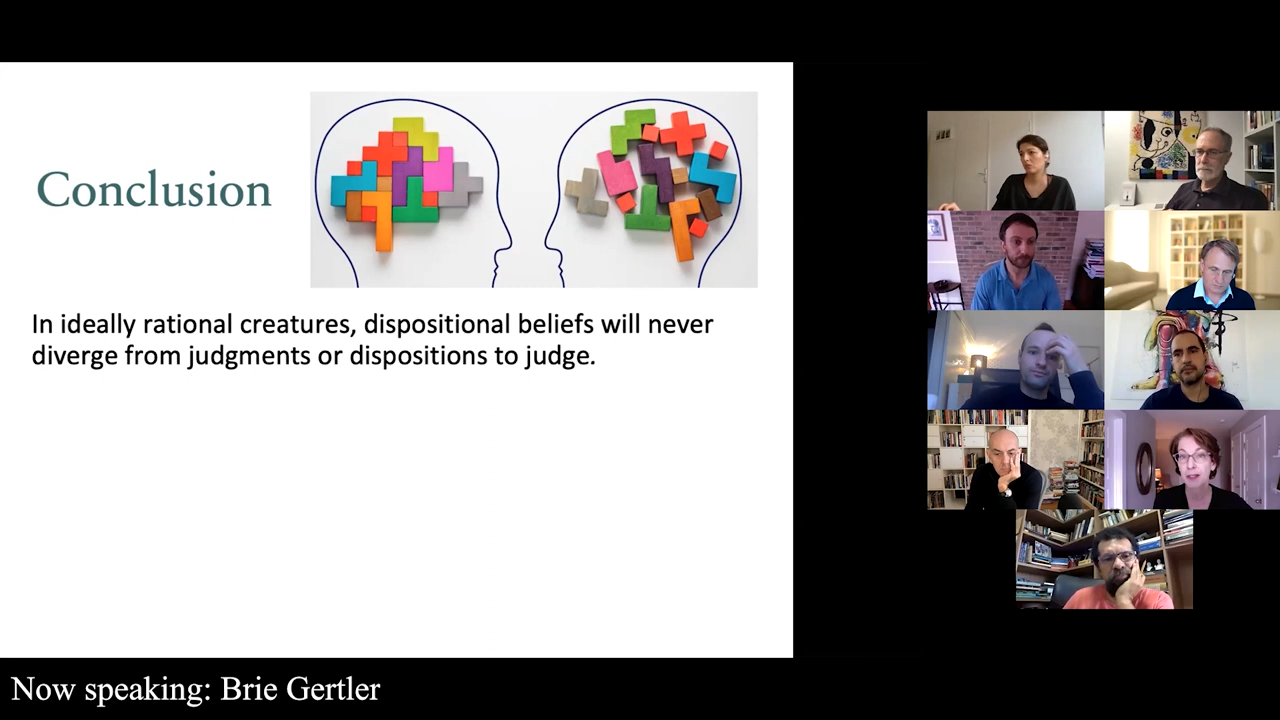 Conclusion
In ideally rational creatures, dispositional beliefs will never
diverge from judgments or dispositions to judge.
Now speaking: Brie Gertler